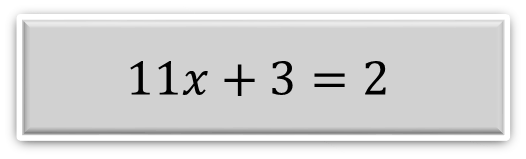 11x + 3 = 2